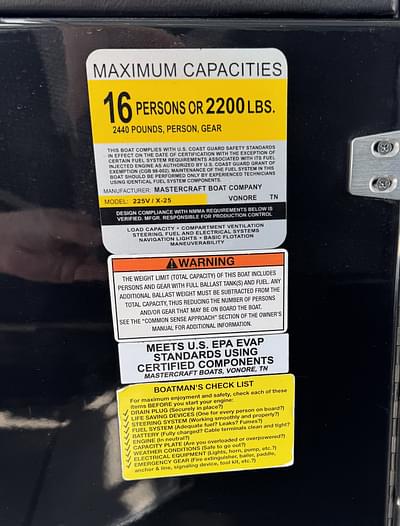 MAXIMUM CAPACITIES
16 PERSONS OR 2200 LBS.
2440 POUNDS, PERSON, GEAR
THIS BOAT COMPLIES WITH U.S. COAST GUARD SAFETY STANDARDS
IN EFFECT ON THE DATE OF CERTIFICATION WITH THE EXCEPTION OF
CERTAIN FUEL SYSTEM REQUIREMENTS ASSOCIATED WITH ITS FUEL
INJECTED ENGINE AS AUTHORIZED BY U.S. COAST GUARD GRANT OF
EXEMPTION (CGB 98-002). MAINTENANCE OF THE FUEL SYSTEM IN THIS
BOAT SHOULD BE PERFORMED ONLY BY EXPERIENCED TECHNICIANS
USING IDENTICAL FUEL SYSTEM COMPONENTS.
MANUFACTURER: MASTERCRAFT BOAT COMPANY
MODEL: 225V / X-25 VONORE TN
DESIGN COMPLIANCE WITH NMMA REQUIREMENTS BELOW IS
VERIFIED. MFGR. RESPONSIBLE FOR PRODUCTION CONTROL
LOAD CAPACITY • COMPARTMENT VENTILATION
STEERING, FUEL AND ELECTRICAL SYSTEMS
NAVIGATION LIGHTS • BASIC FLOTATION
MANEUVERABILITY
WARNING
THE WEIGHT LIMIT (TOTAL CAPACITY) OF THIS BOAT INCLUDES
PERSONS AND GEAR WITH FULL BALLAST TANK(S) AND FUEL. ANY
ADDITIONAL BALLAST WEIGHT MUST BE SUBTRACTED FROM THE
TOTAL CAPACITY, THUS REDUCING THE NUMBER OF PERSONS
AND/OR GEAR THAT MAY BE ON BOARD THE BOAT.
SEE THE "COMMON SENSE APPROACH" SECTION OF THE OWNER'S
MANUAL FOR ADDITIONAL INFORMATION.
MEETS U.S. EPA EVAP
STANDARDS USING
CERTIFIED COMPONENTS
MASTERCRAFT BOATS, VONORE, TN
BOATMAN'S CHECK LIST
For maximum enjoyment and safety, check each of these
items BEFORE you start your engine:
✓ DRAIN PLUG (Securely in place?)
✓ LIFE SAVING DEVICES (One for every person on board?)
✓ STEERING SYSTEM (Working smoothly and properly?)
✓ FUEL SYSTEM (Adequate fuel? Leaks? Fumes?)
✓ BATTERY (Fully charged? Cable terminals clean and tight?)
✓ ENGINE (In neutral?)
✓ CAPACITY PLATE (Are you overloaded or overpowered?)
✓ WEATHER CONDITIONS (Safe to go out?)
✓ ELECTRICAL EQUIPMENT (Lights, horn, pump, etc.?)
✓ EMERGENCY GEAR (Fire extinguisher, bailer, paddle,
anchor & line, signaling device, tool kit, etc.?)